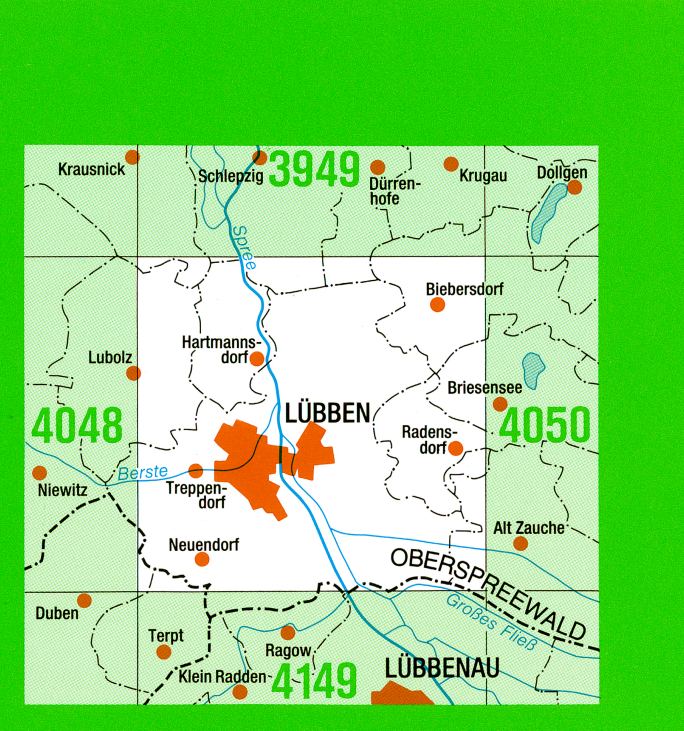 Krausnick
Schlepzig
3949
Dürren-
hofe
Krugau
Dollgen
Spree
Biebersdorf
Hartmanns-
dorf
Lubolz
Briesensee
LÜBBEN
4048
4050
Radens-
dorf
Berste
Niewitz
Treppen-
dorf
Alt Zauche
Neuendorf
OBERSPREEWALD
Großes Fließ
Duben
Terpt
Ragow
LÜBBENAU
Klein Radden
4149